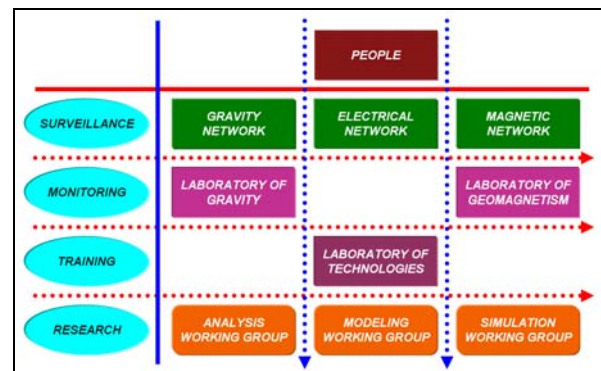 PEOPLE
SURVEILLANCE
GRAVITY
NETWORK
ELECTRICAL
NETWORK
MAGNETIC
NETWORK
MONITORING
LABORATORY OF
GRAVITY
LABORATORY OF
GEOMAGNETISM
TRAINING
LABORATORY OF
TECHNOLOGIES
RESEARCH
ANALYSIS
WORKING GROUP
MODELING
WORKING GROUP
SIMULATION
WORKING GROUP